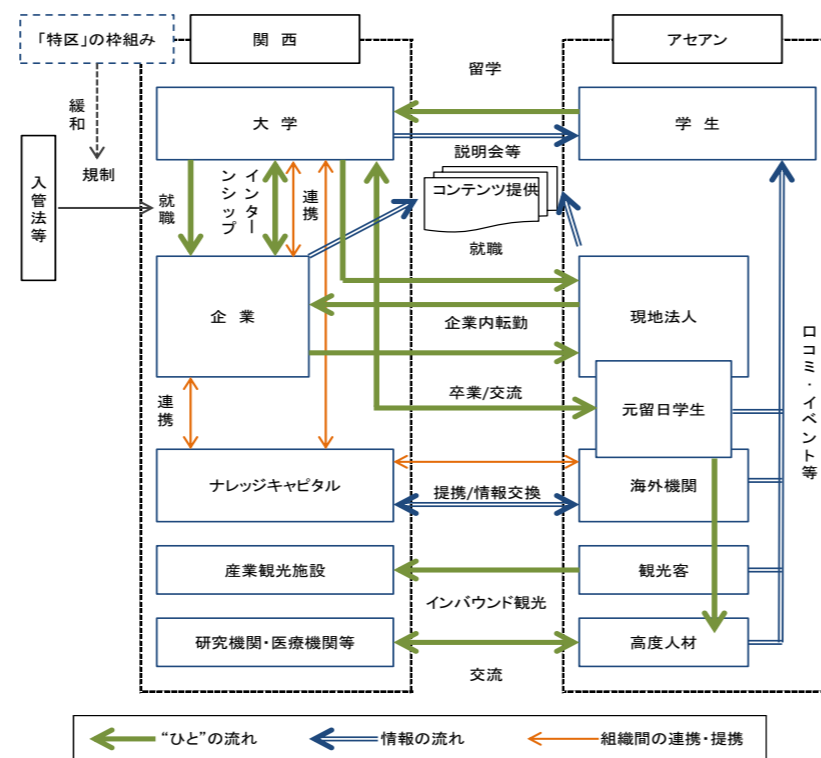 「特区」の枠組み
関 西
アセアン
留学
緩和
大 学
学 生
説明会等
規制
入管法等
就職
インターンシップ
連携
コンテンツ提供
就職
企 業
現地法人
企業内転勤
口コミ・イベント等
連携
卒業/交流
元留日学生
ナレッジキャピタル
提携/情報交換
海外機関
産業観光施設
観光客
インバウンド観光
研究機関・医療機関等
高度人材
交流
“ひと”の流れ
情報の流れ
組織間の連携・提携